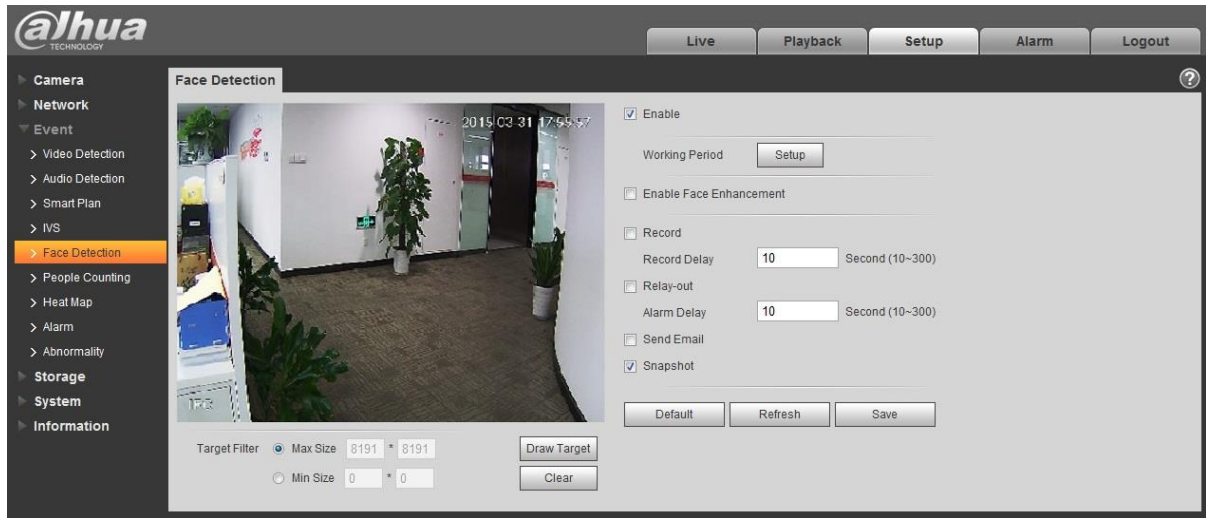 alhua
TECHNOLOGY
Live
Playback
Setup
Alarm
Logout
Camera
Network
Event
Video Detection
Audio Detection
Smart Plan
IVS
Face Detection
People Counting
Heat Map
Alarm
Abnormality
Storage
System
Information
Face Detection
2015-03-31 17:55:57
IPC
Target Filter Max Size 8191 * 8191 Draw Target
Min Size 0 * 0 Clear
Enable
Working Period Setup
Enable Face Enhancement
Record
Record Delay 10 Second (10~300)
Relay-out
Alarm Delay 10 Second (10~300)
Send Email
Snapshot
Default Refresh Save